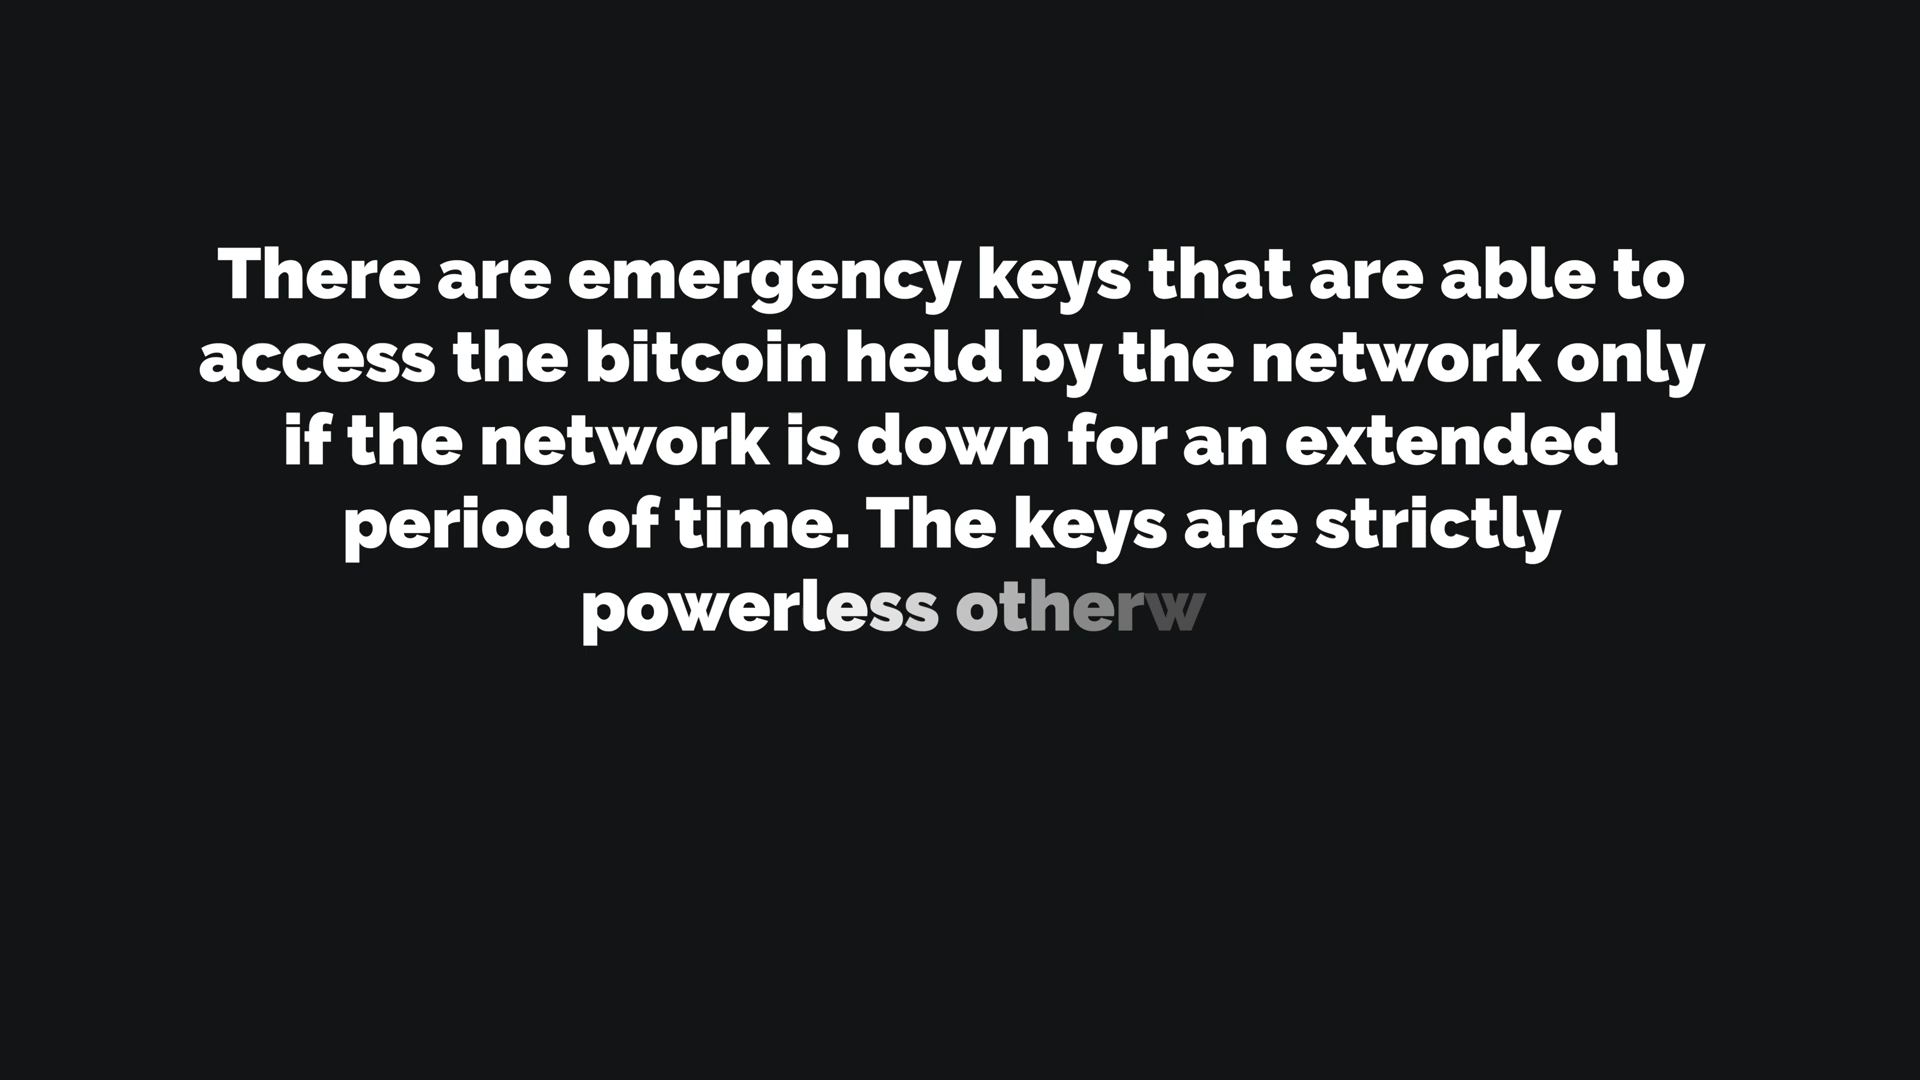 There are emergency keys that are able to
access the bitcoin held by the network only
if the network is down for an extended
period of time. The keys are strictly
powerless otherw